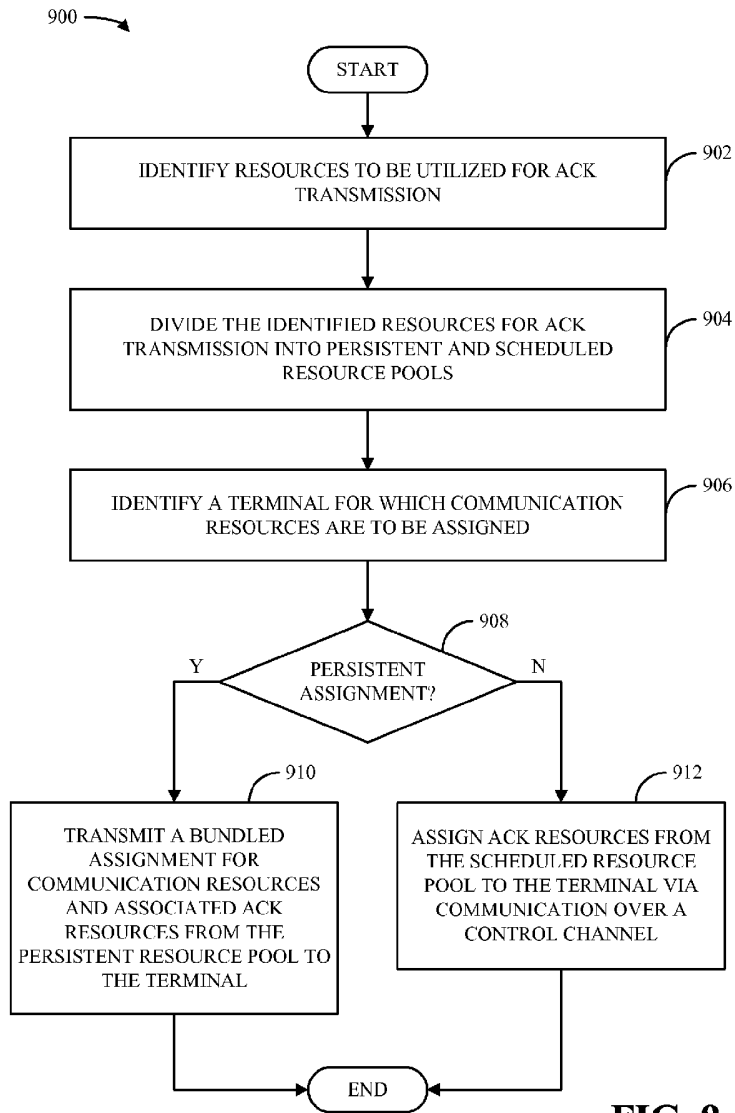 900
START
IDENTIFY RESOURCES TO BE UTILIZED FOR ACK
TRANSMISSION
902
DIVIDE THE IDENTIFIED RESOURCES FOR ACK
TRANSMISSION INTO PERSISTENT AND SCHEDULED
RESOURCE POOLS
904
IDENTIFY A TERMINAL FOR WHICH COMMUNICATION
RESOURCES ARE TO BE ASSIGNED
906
908
Y
PERSISTENT
ASSIGNMENT?
N
910
TRANSMIT A BUNDLED
ASSIGNMENT FOR
COMMUNICATION RESOURCES
AND ASSOCIATED ACK
RESOURCES FROM THE
PERSISTENT RESOURCE POOL TO
THE TERMINAL
912
ASSIGN ACK RESOURCES FROM
THE SCHEDULED RESOURCE
POOL TO THE TERMINAL VIA
COMMUNICATION OVER A
CONTROL CHANNEL
END
FIG.